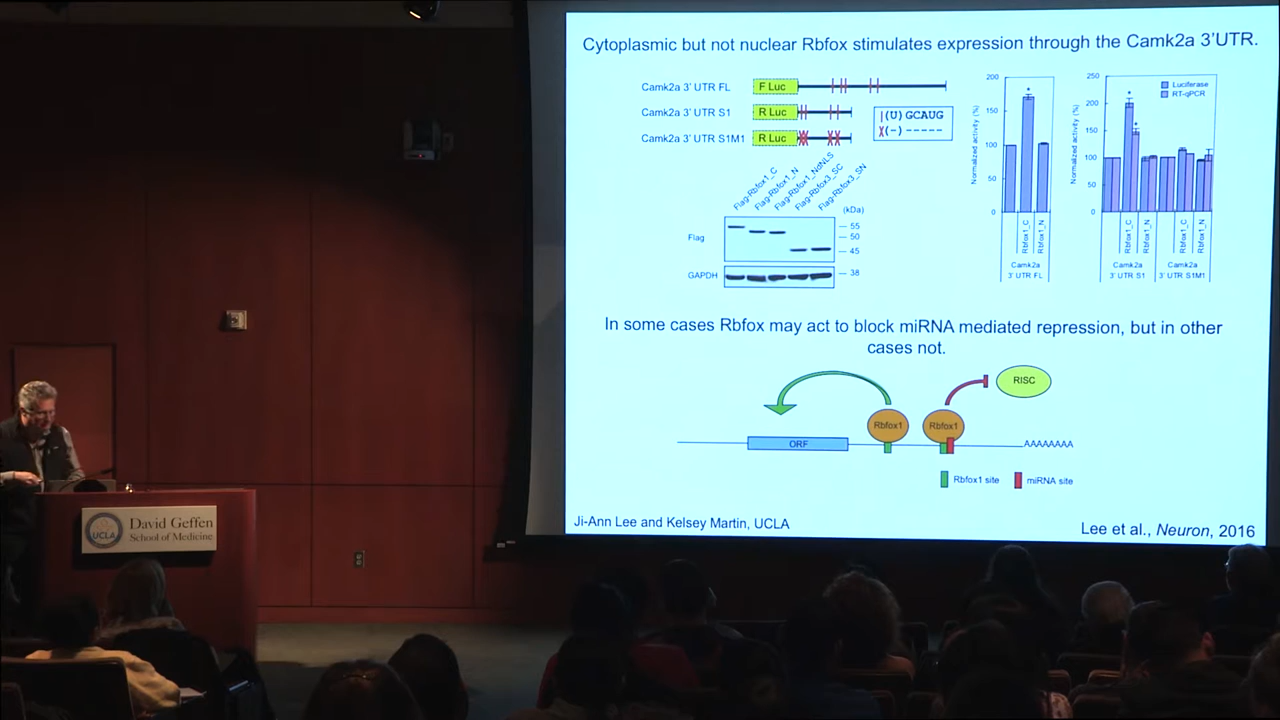 Cytoplasmic but not nuclear Rbfox stimulates expression through the Camk2a 3'UTR.
Camk2a 3' UTR FL
F Luc
Camk2a 3' UTR S1
R Luc
Camk2a 3' UTR S1M1
R Luc
|(U)GCAUG
X(-)-----
Flag-Rbfox1_C
Flag-Rbfox1_N
Flag-Rbfox1_NdNLS
Flag-Rbfox3_SC
Flag-Rbfox3_SN
(kDa)
Flag
55
50
45
GAPDH
38
Normalized activity (%)
200
150
100
50
0
*
Rbfox1_C
Rbfox1_N
Camk2a
3' UTR FL
Normalized activity (%)
250
200
150
100
50
0
Luciferase
RT-qPCR
*
*
Rbfox1_C
Rbfox1_N
Rbfox1_C
Rbfox1_N
Camk2a
3' UTR S1
Camk2a
3' UTR S1M1
In some cases Rbfox may act to block miRNA mediated repression, but in other
cases not.
RISC
Rbfox1
Rbfox1
ORF
AAAAAAAA
Rbfox1 site
miRNA site
Ji-Ann Lee and Kelsey Martin, UCLA
Lee et al., Neuron, 2016
UCLA
David Geffen
School of Medicine